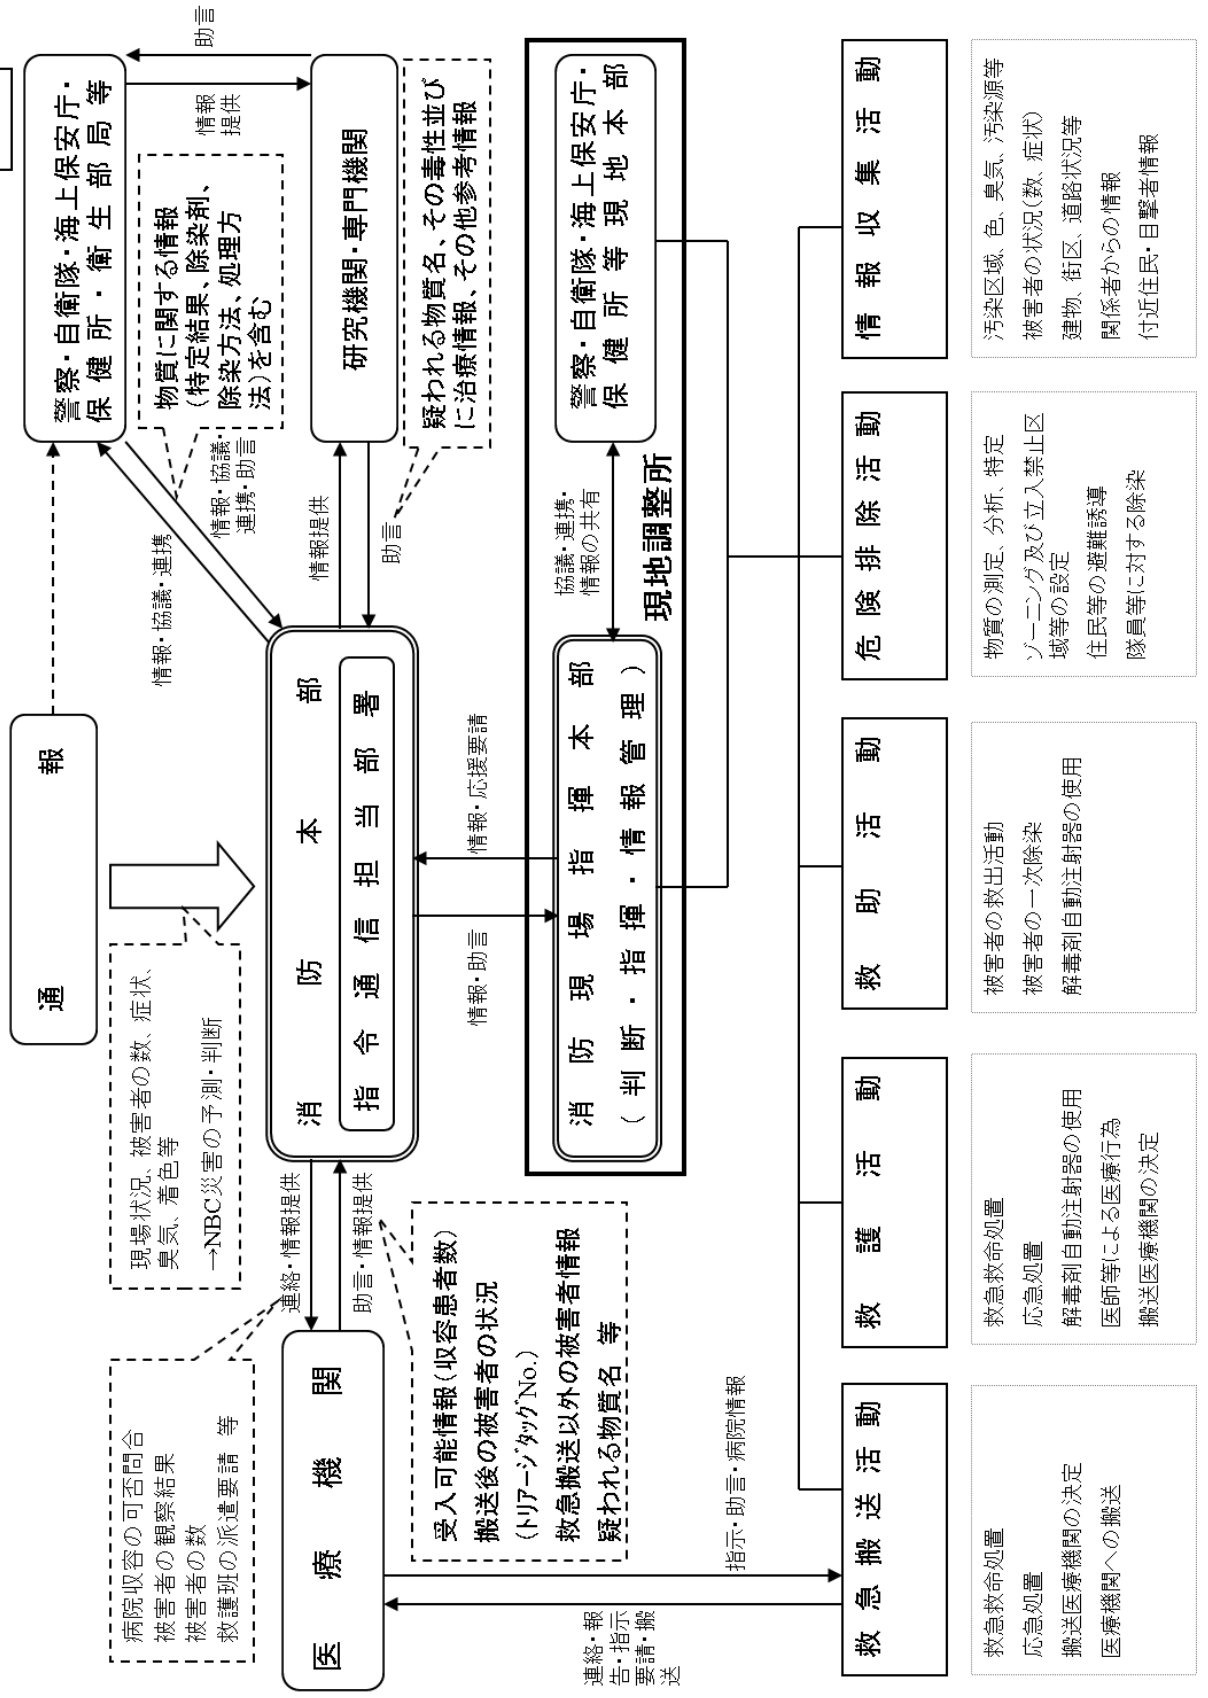 通報
現場状況、被害者の数、症状、
臭気、着色等
→NBC災害の予測・判断
警察・自衛隊・海上保安庁・
保健所・衛生部局等
情報・協議・連携
情報・協議・
連携・助言
物質に関する情報
（特定結果、除染剤、
除染方法、処理方
法）を含む
情報
提供
助言
病院収容の可否問合
被害者の観察結果
被害者の数
救護班の派遣要請　等
連絡・情報提供
助言・情報提供
医療機関
消防本部
指令通信担当部署
情報提供
助言
研究機関・専門機関
疑われる物質名、その毒性並び
に治療情報、その他参考情報
受入可能情報（収容患者数）
搬送後の被害者の状況
（トリアージタッグNo.）
救急搬送以外の被害者情報
疑われる物質名　等
情報・助言
情報・応援要請
消防現場指揮本部
（判断・指揮・情報管理）
協議・連携・
情報の共有
警察・自衛隊・海上保安庁・
保健所等現地本部
現地調整所
連絡・報
告・指示
要請・搬
送
指示・助言・病院情報
救急搬送活動
救急救命処置
応急処置
搬送医療機関の決定
医療機関への搬送
救護活動
救急救命処置
応急処置
解毒剤自動注射器の使用
医師等による医療行為
搬送医療機関の決定
救助活動
被害者の救出活動
被害者の一次除染
解毒剤自動注射器の使用
危険排除活動
物質の測定、分析、特定
ゾーニング及び立入禁止区
域等の設定
住民等の避難誘導
隊員等に対する除染
情報収集活動
汚染区域、色、臭気、汚染源等
被害者の状況（数、症状）
建物、街区、道路状況等
関係者からの情報
付近住民・目撃者情報